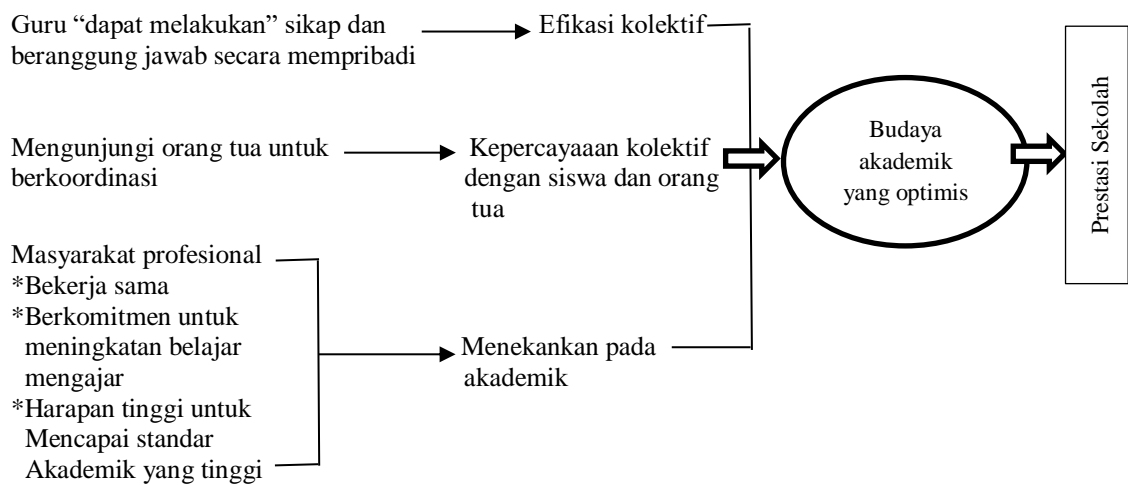 Guru “dapat melakukan” sikap dan
beranggung jawab secara mempribadi
Efikasi kolektif
Mengunjungi orang tua untuk
berkoordinasi
Kepercayaaan kolektif
dengan siswa dan orang
tua
Masyarakat profesional
*Bekerja sama
*Berkomitmen untuk
meningkatan belajar
mengajar
*Harapan tinggi untuk
Mencapai standar
Akademik yang tinggi
Menekankan pada
akademik
Budaya
akademik
yang optimis
Prestasi Sekolah